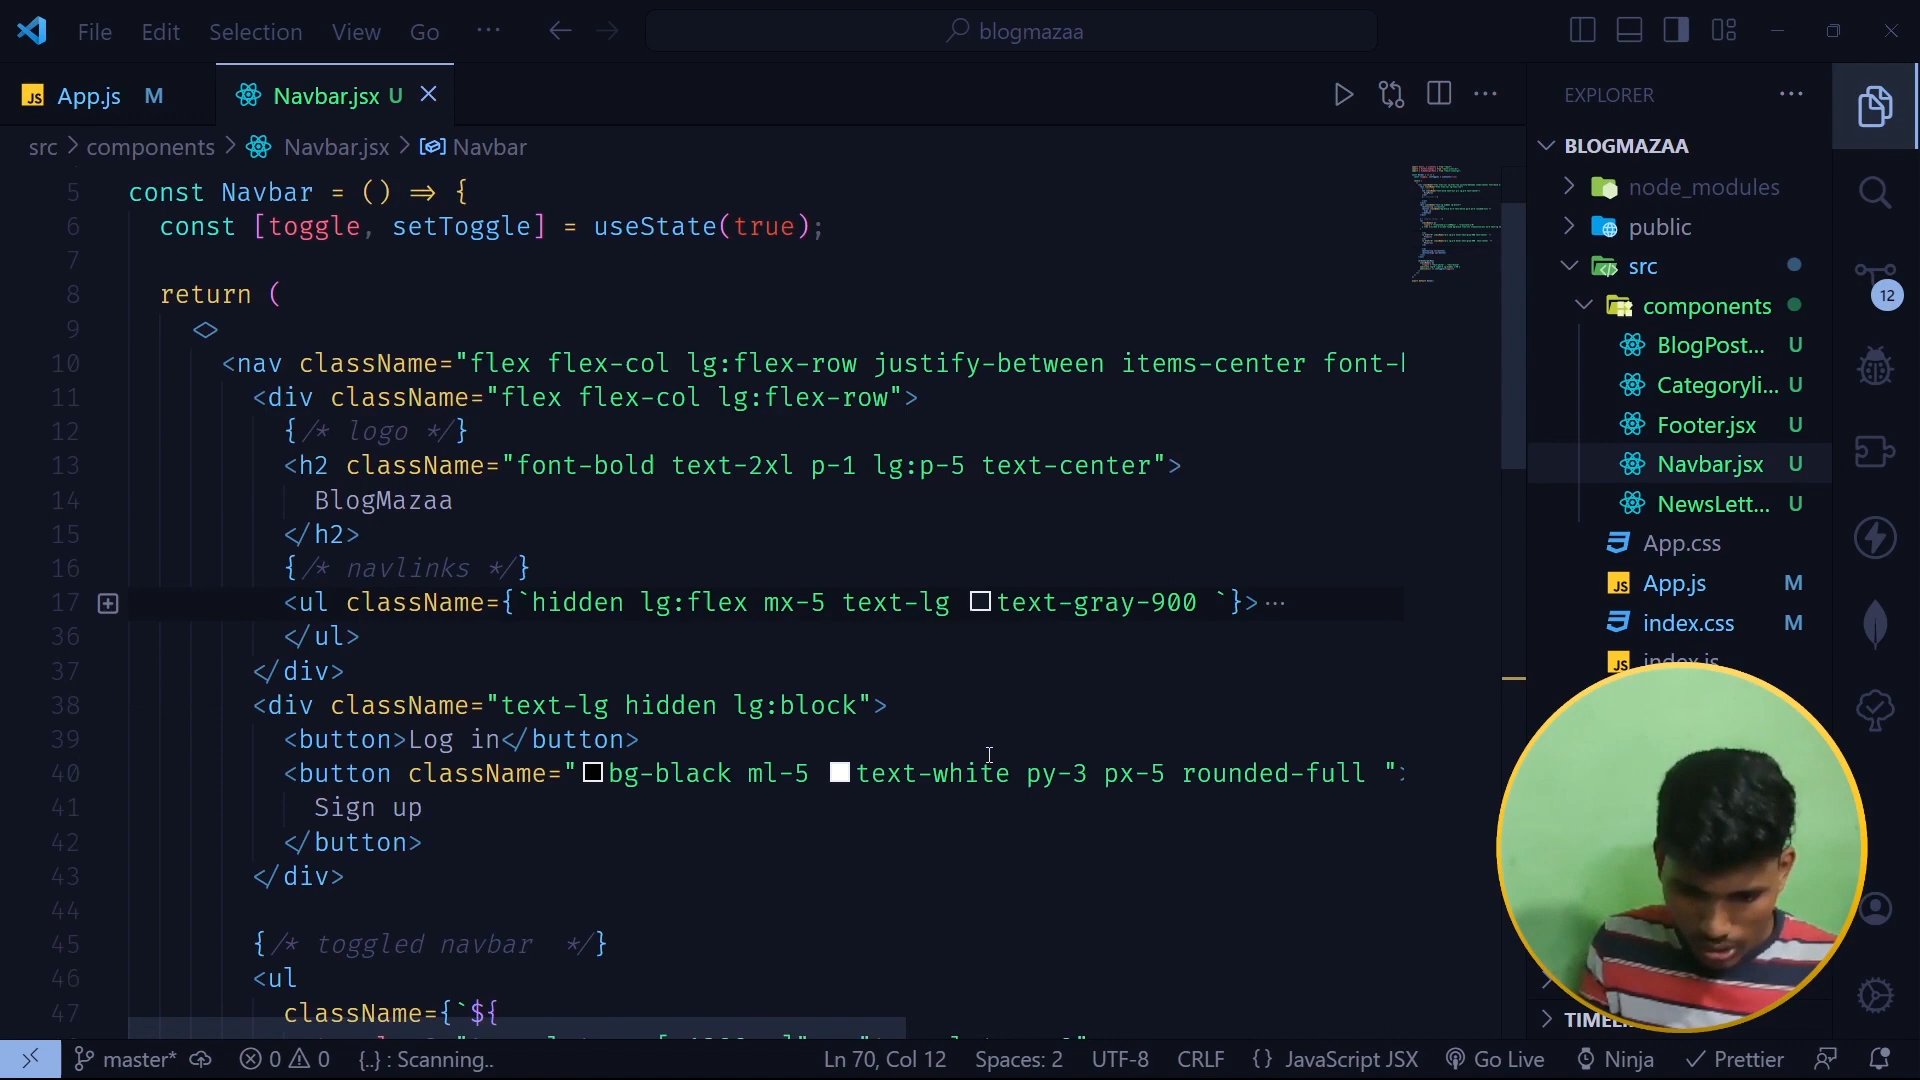 File Edit Selection View Go ··· blogmazaa
JS App.js M Navbar.jsx U
src > components > Navbar.jsx > Navbar
5 const Navbar = () => {
6 const [toggle, setToggle] = useState(true);
7
8 return (
9 <>
10 <nav className="flex flex-col lg:flex-row justify-between items-center font-
11 <div className="flex flex-col lg:flex-row">
12 {/* logo */}
13 <h2 className="font-bold text-2xl p-1 lg:p-5 text-center">
14 BlogMazaa
15 </h2>
16 {/* navlinks */}
17 <ul className={`hidden lg:flex mx-5 text-lg text-gray-900 `}> ···
36 </ul>
37 </div>
38 <div className="text-lg hidden lg:block">
39 <button>Log in</button>
40 <button className="bg-black ml-5 text-white py-3 px-5 rounded-full ">
41 Sign up
42 </button>
43 </div>
44
45 {/* toggled navbar */}
46 <ul
47 className={`${
EXPLORER ···
BLOGMAZAA
node_modules
public
src
components
BlogPost... U
Categoryli... U
Footer.jsx U
Navbar.jsx U
NewsLett... U
App.css
JS App.js M
index.css M
JS index.js
12
master* 0 0 {..} : Scanning.. Ln 70, Col 12 Spaces: 2 UTF-8 CRLF {} JavaScript JSX Go Live Ninja Prettier